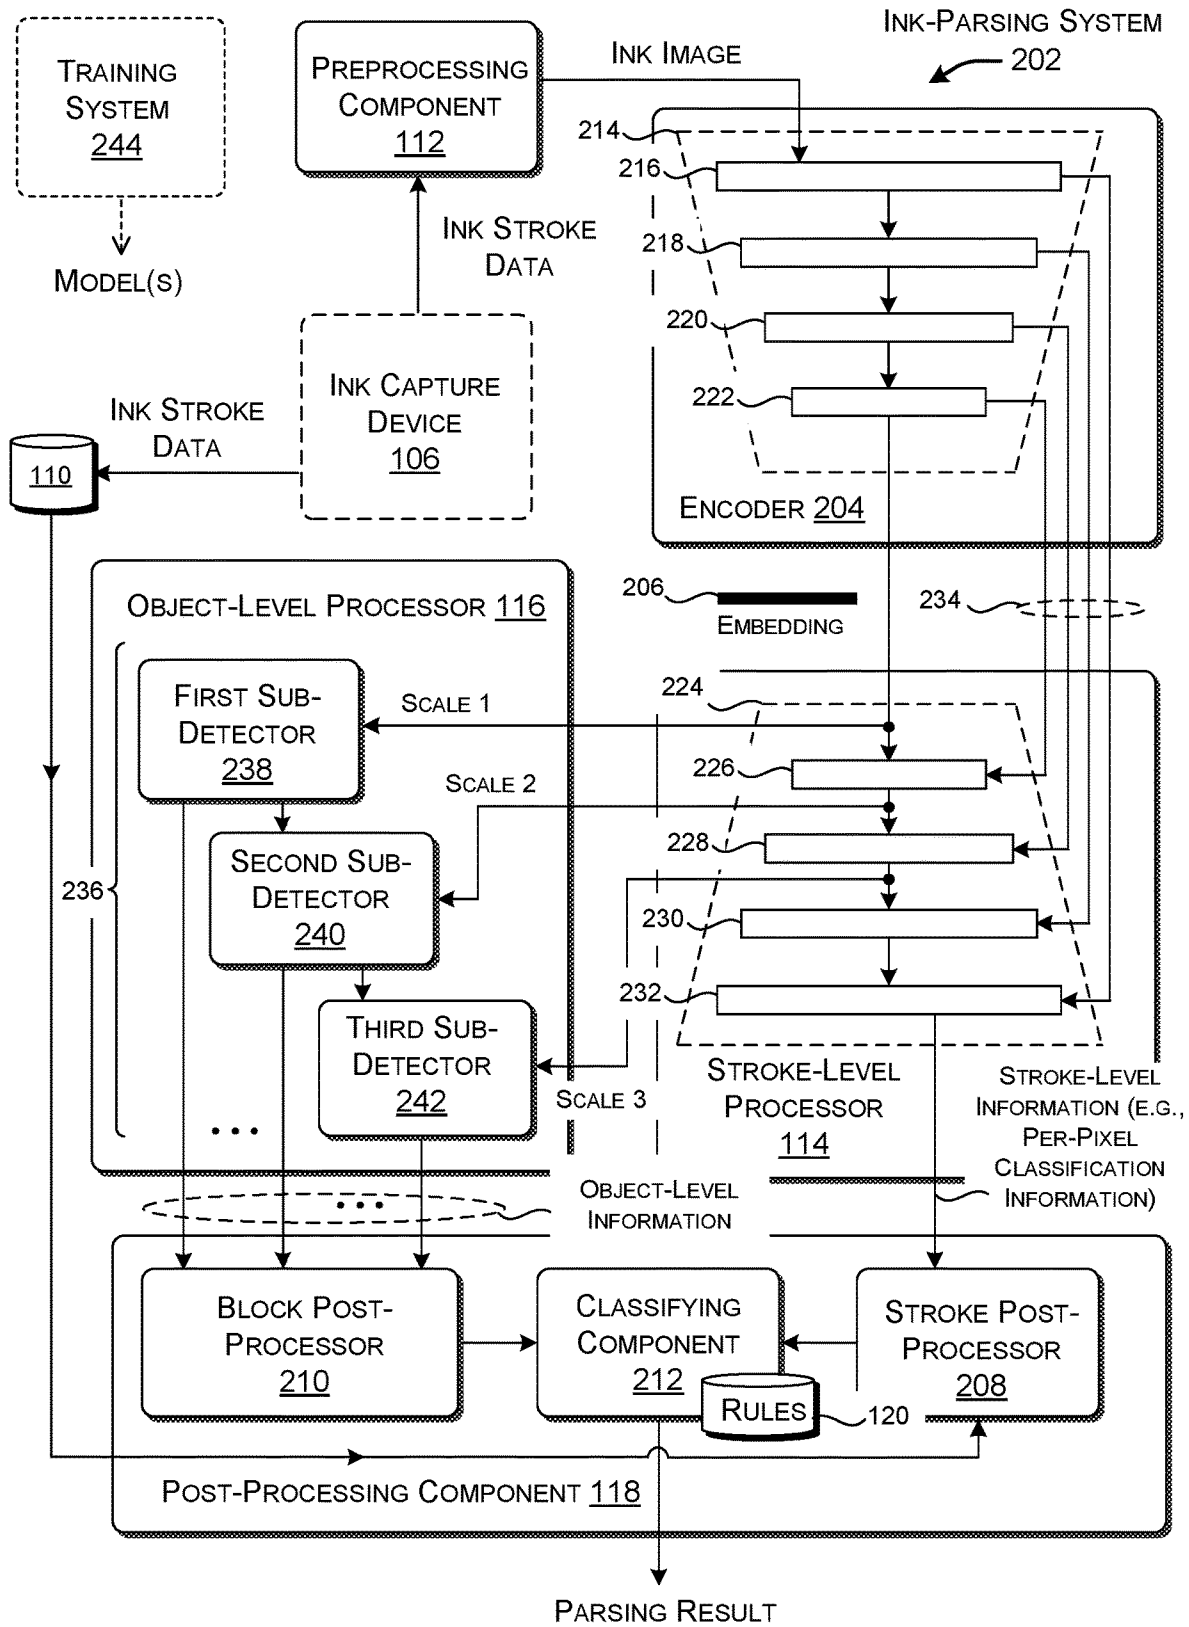 INK-PARSING SYSTEM
202
TRAINING
SYSTEM
244
MODEL(S)
PREPROCESSING
COMPONENT
112
INK IMAGE
INK STROKE
DATA
INK CAPTURE
DEVICE
106
INK STROKE
DATA
110
214
216
218
220
222
ENCODER 204
206
EMBEDDING
234
OBJECT-LEVEL PROCESSOR 116
236
FIRST SUB-
DETECTOR
238
SECOND SUB-
DETECTOR
240
THIRD SUB-
DETECTOR
242
• • •
SCALE 1
SCALE 2
SCALE 3
224
226
228
230
232
STROKE-LEVEL
PROCESSOR
114
STROKE-LEVEL
INFORMATION (E.G.,
PER-PIXEL
CLASSIFICATION
INFORMATION)
• • •
OBJECT-LEVEL
INFORMATION
BLOCK POST-
PROCESSOR
210
CLASSIFYING
COMPONENT
212
RULES
120
STROKE POST-
PROCESSOR
208
POST-PROCESSING COMPONENT 118
PARSING RESULT